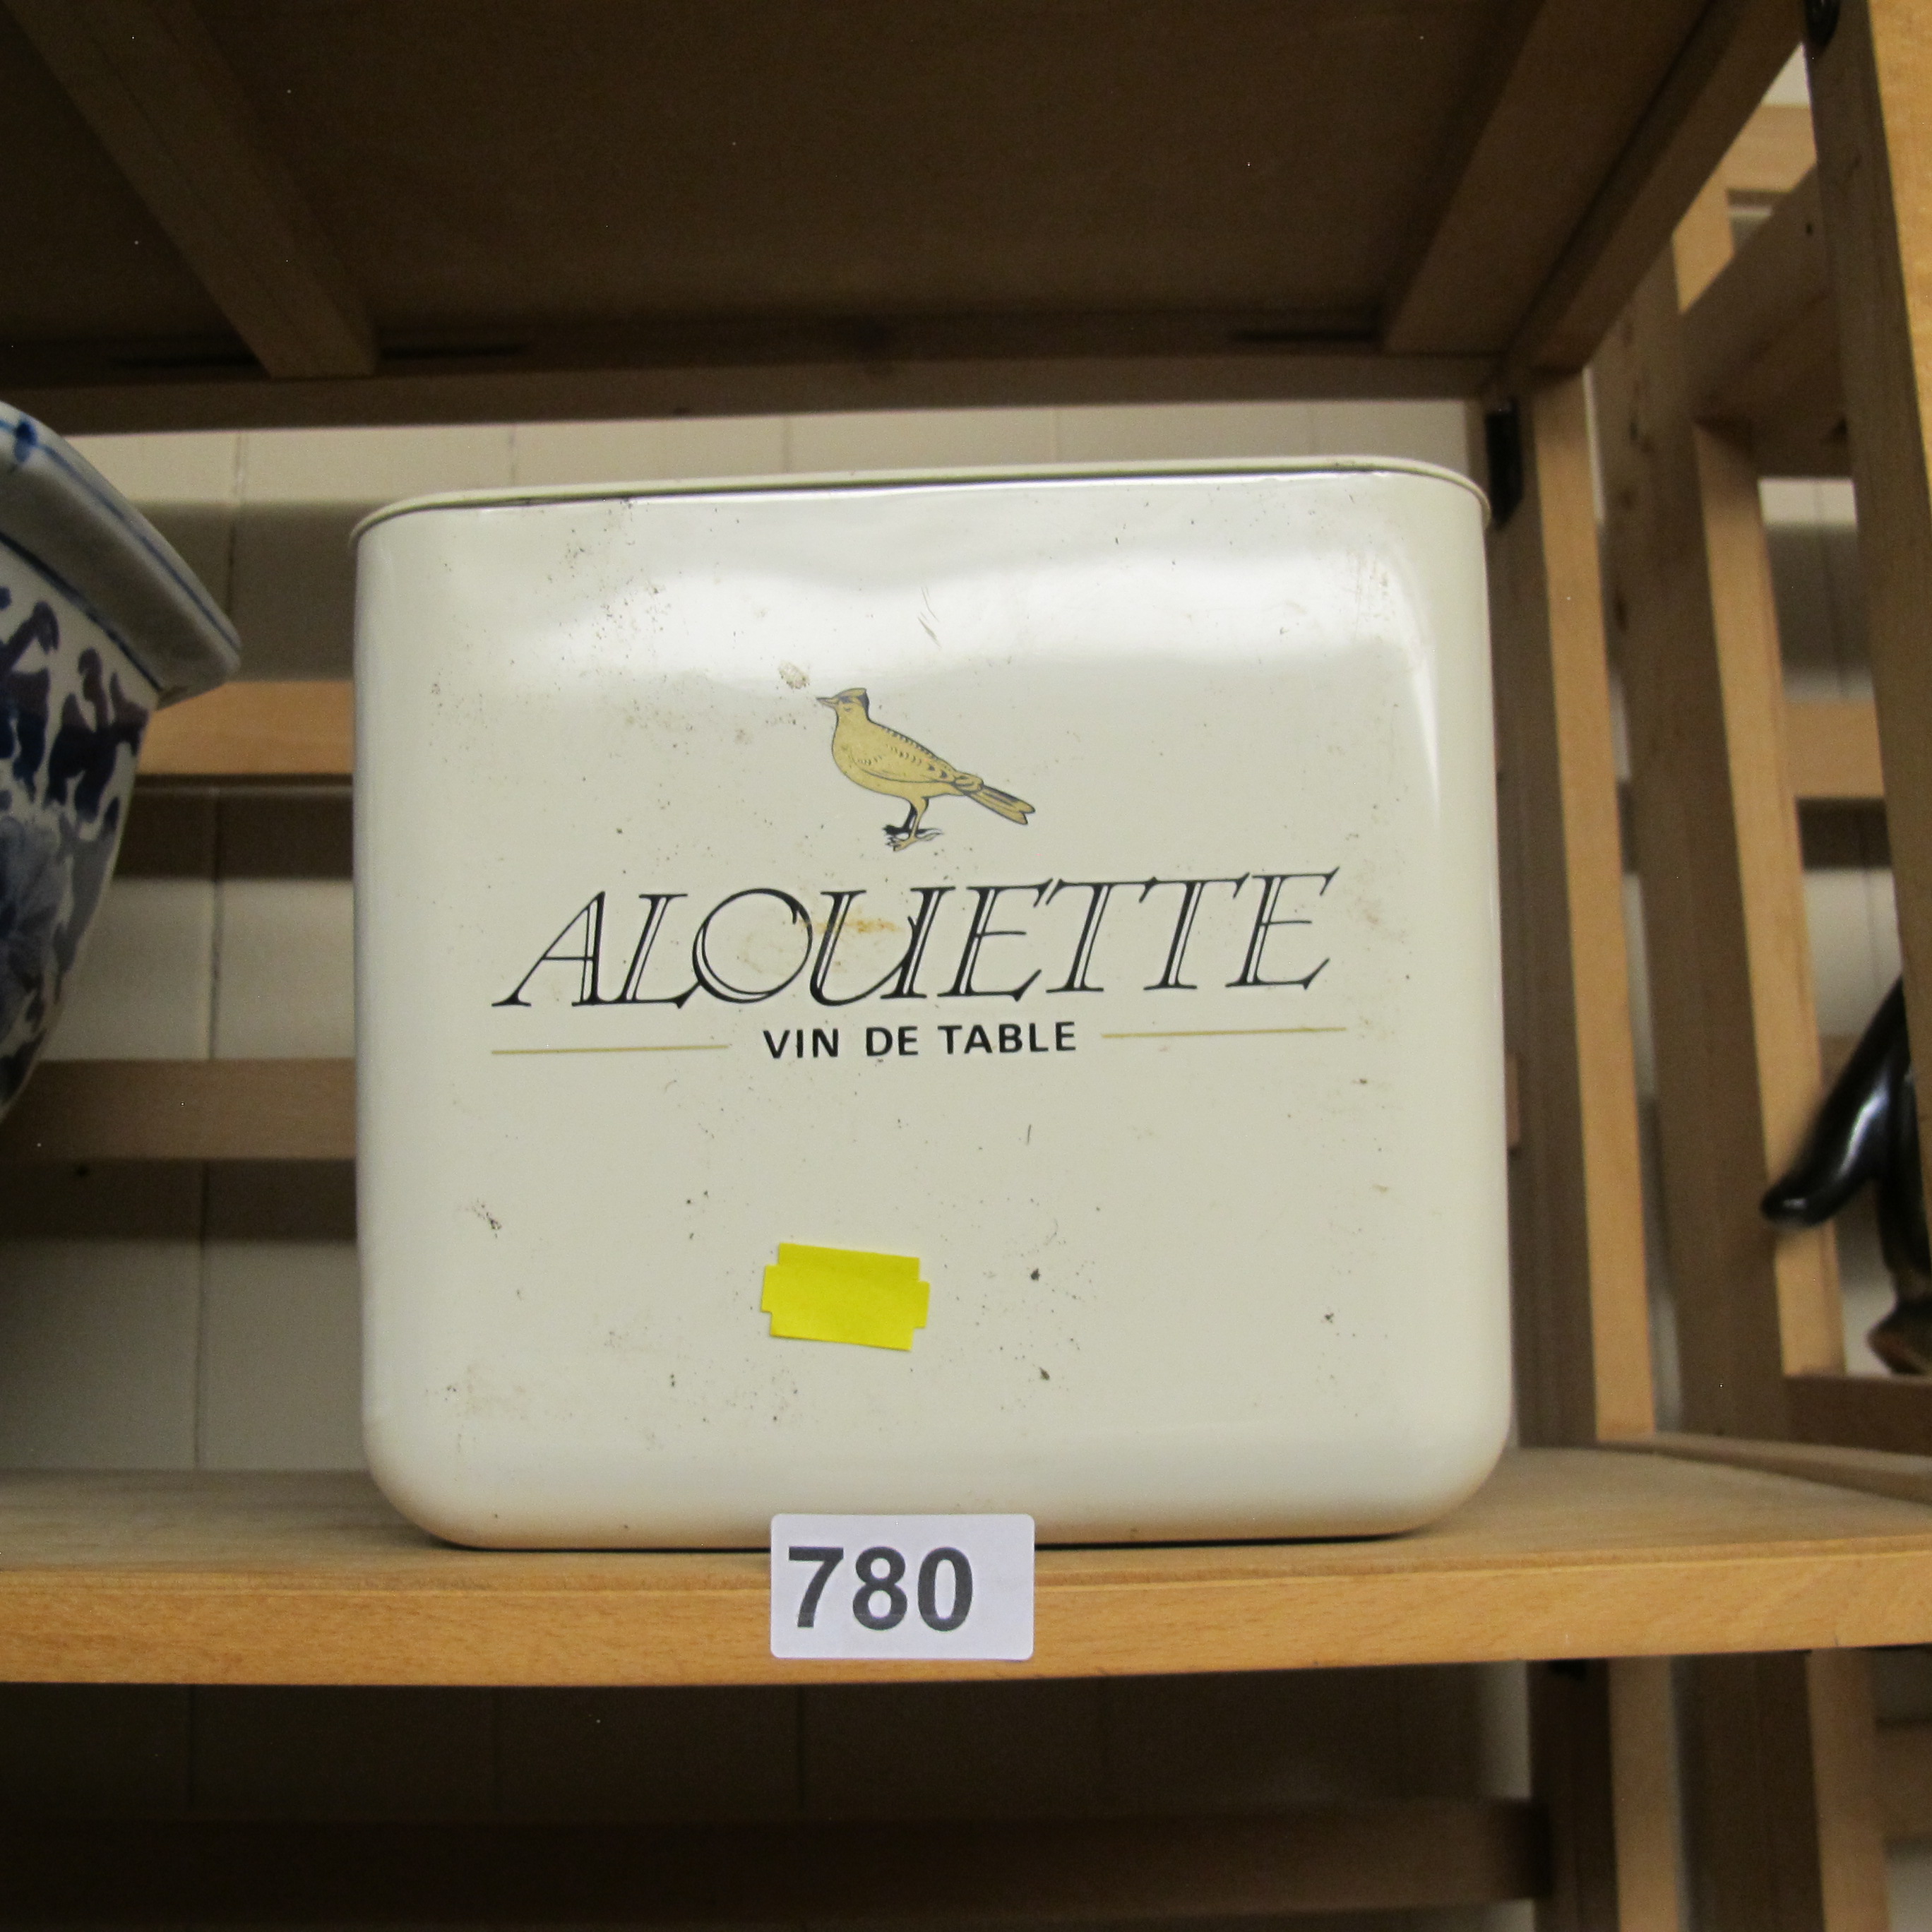 ALOUETTE
VIN DE TABLE
780